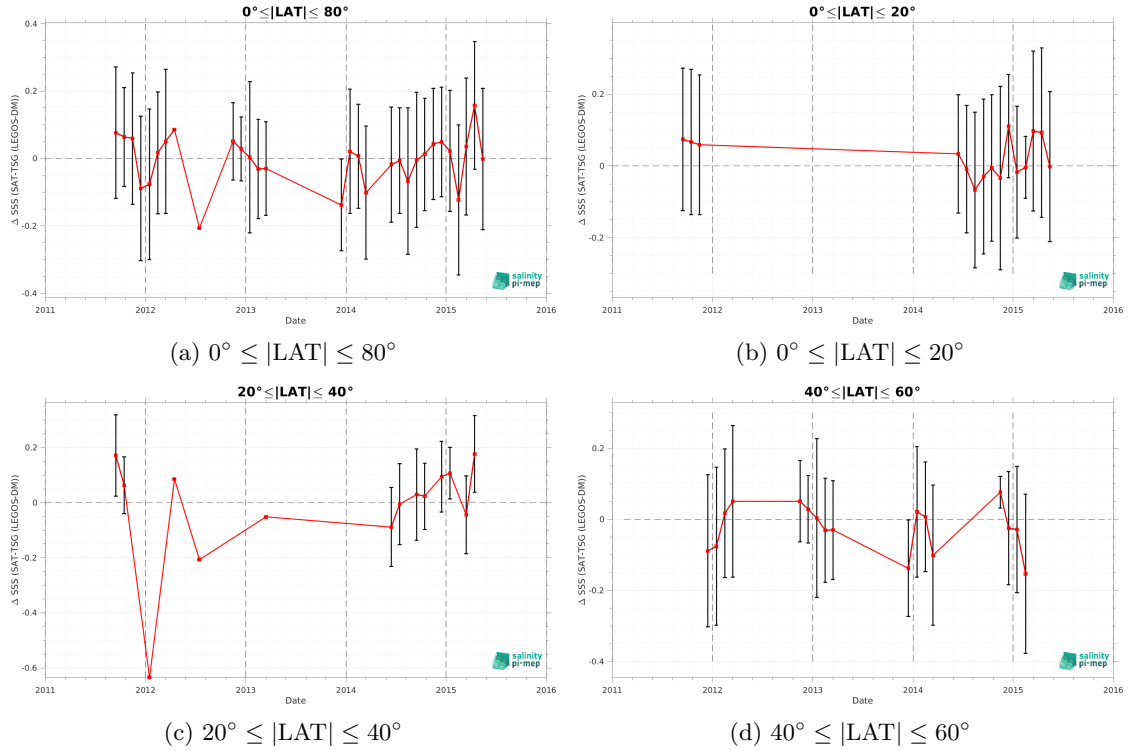 0°≤|LAT|≤ 80°
Δ SSS (SAT-TSG (LEGOS-DM))
0.4
0.2
0
-0.2
-0.4
salinity
pi-mep
2011 2012 2013 2014 2015 2016
Date
(a) 0° ≤ |LAT| ≤ 80°
0°≤|LAT|≤ 20°
Δ SSS (SAT-TSG (LEGOS-DM))
0.2
0
-0.2
salinity
pi-mep
2011 2012 2013 2014 2015 2016
Date
(b) 0° ≤ |LAT| ≤ 20°
20°≤|LAT|≤ 40°
Δ SSS (SAT-TSG (LEGOS-DM))
0.2
0
-0.2
-0.4
-0.6
salinity
pi-mep
2011 2012 2013 2014 2015 2016
Date
(c) 20° ≤ |LAT| ≤ 40°
40°≤|LAT|≤ 60°
Δ SSS (SAT-TSG (LEGOS-DM))
0.2
0
-0.2
-0.4
salinity
pi-mep
2011 2012 2013 2014 2015 2016
Date
(d) 40° ≤ |LAT| ≤ 60°